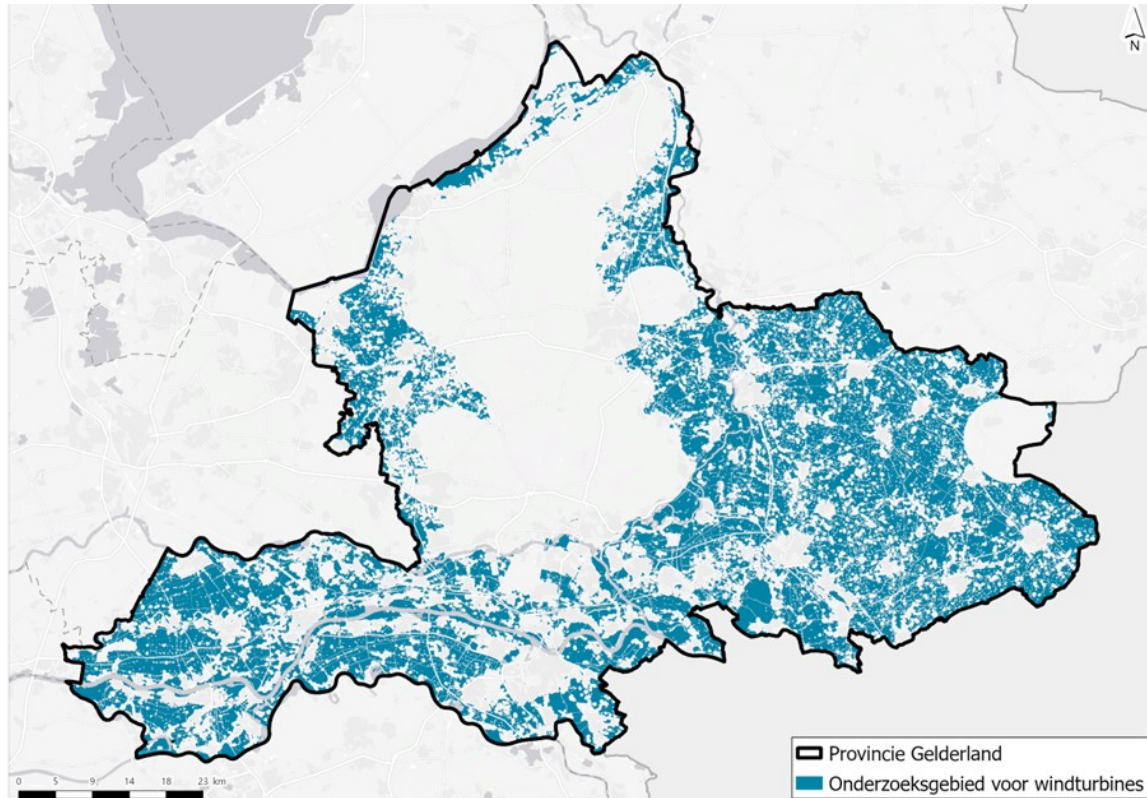 N
Provincie Gelderland
Onderzoeksgebied voor windturbines
0 5 9 14 18 23 km